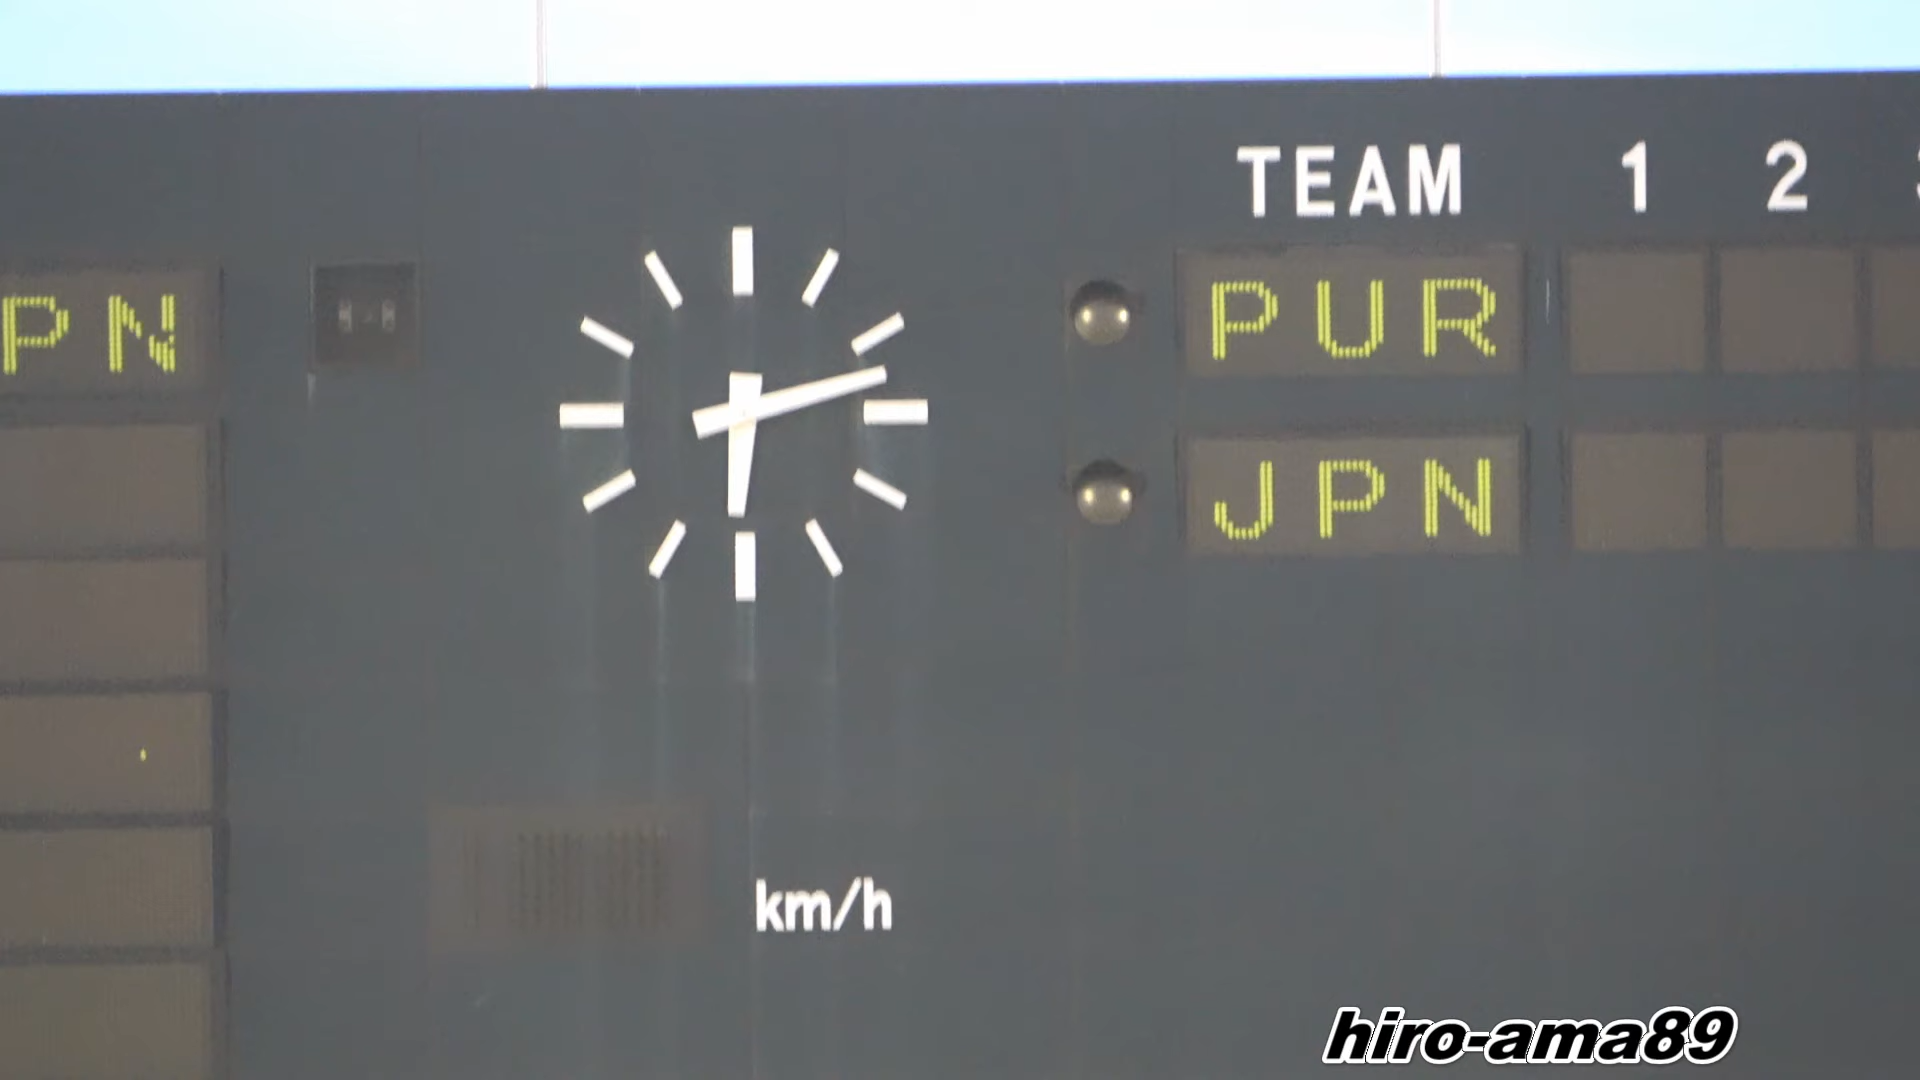 TEAM 1 2
PN
PUR
JPN
km/h
hiro-ama89